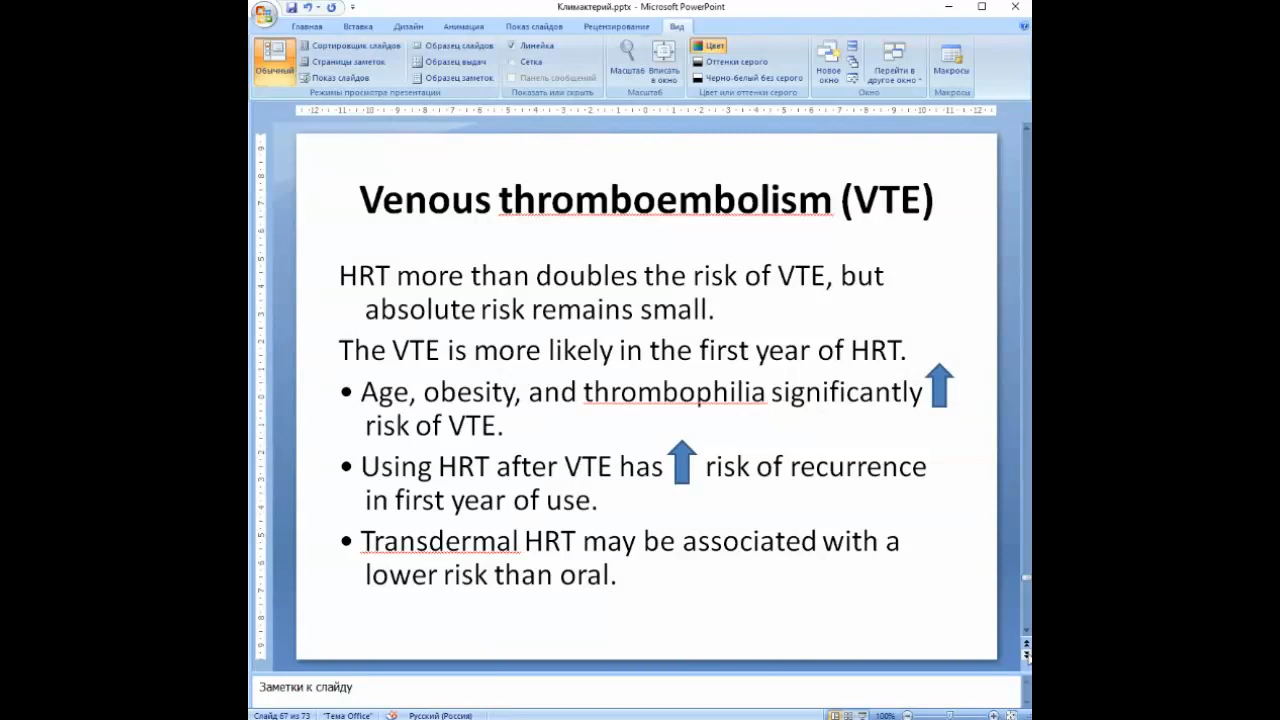 Климактерий.pptx - Microsoft PowerPoint
Главная Вставка Дизайн Анимация Показ слайдов Рецензирование Вид
Обычный
Сортировщик слайдов
Страницы заметок
Показ слайдов
Режимы просмотра презентации
Образец слайдов
Образец выдач
Образец заметок
Линейка
Сетка
Панель сообщений
Показать или скрыть
Масштаб
Вписать в окно
Масштаб
Цвет
Оттенки серого
Черно-белый без серого
Цвет или оттенки серого
Новое окно
Перейти в другое окно
Окно
Макросы
Макросы
Venous thromboembolism (VTE)
HRT more than doubles the risk of VTE, but
absolute risk remains small.
The VTE is more likely in the first year of HRT.
• Age, obesity, and thrombophilia significantly
risk of VTE.
• Using HRT after VTE has risk of recurrence
in first year of use.
• Transdermal HRT may be associated with a
lower risk than oral.
Заметки к слайду
Слайд 67 из 73 "Тема Office" Русский (Россия) 100%